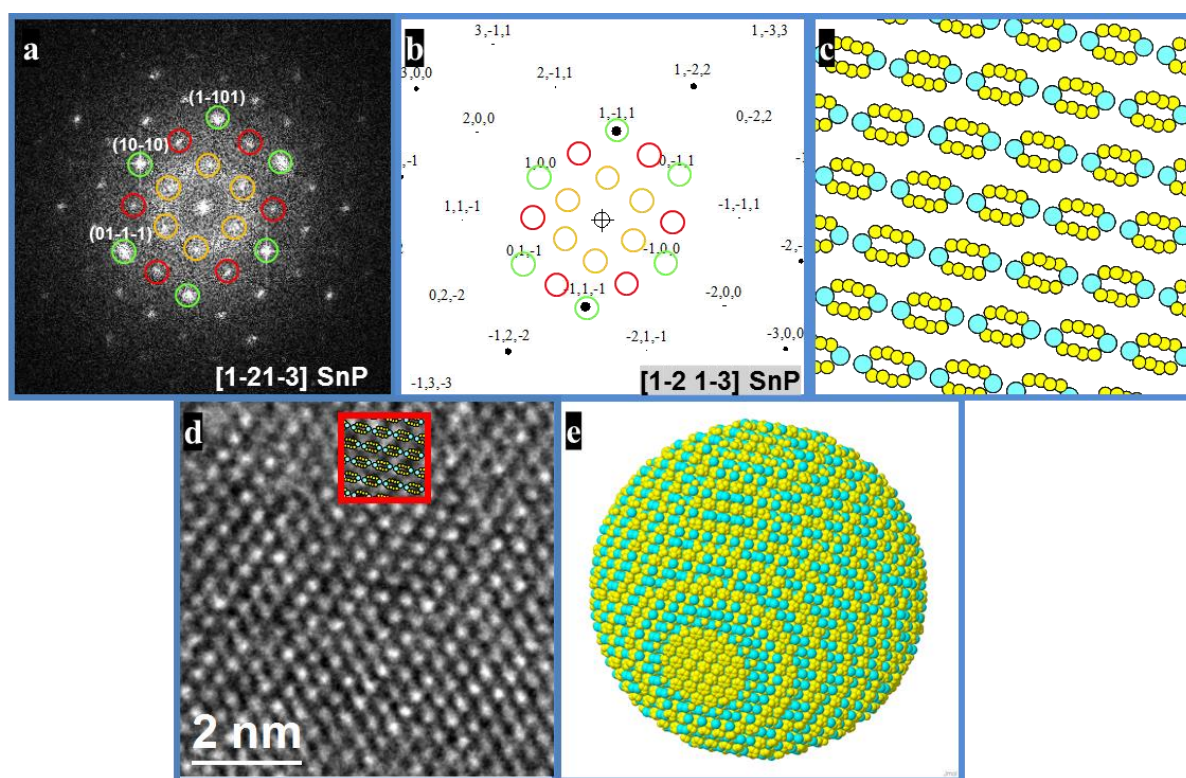 a
(1-101)
(10-10)
(01-1-1)
[1-21-3] SnP
b
3,-1,1
1,-3,3
3,0,0
2,-1,1
1,-2,2
2,0,0
1,-1,1
0,-2,2
1,0,0
0,-1,1
1,1,-1
-1,-1,1
0,1,-1
-1,0,0
-2,-
0,2,-2
-1,1,-1
-2,0,0
-1,2,-2
-2,1,-1
-3,0,0
-1,3,-3
[1-2 1-3] SnP
c
d
2 nm
e
Jmol